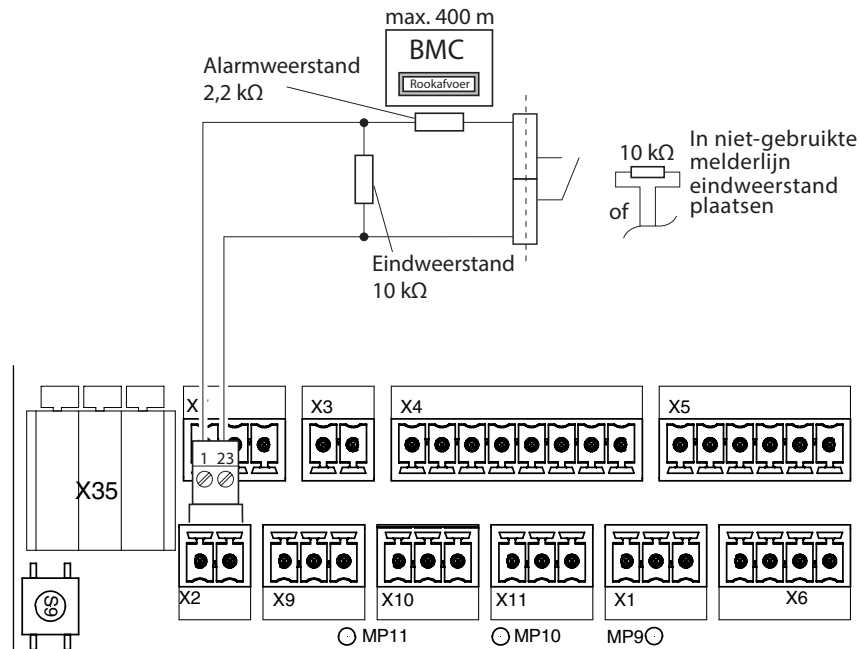 max. 400 m
BMC
Rookafvoer
Alarmweerstand
2,2 kΩ
10 kΩ
In niet-gebruikte
melderlijn
eindweerstand
plaatsen
of
Eindweerstand
10 kΩ
X
X3
X4
X5
1 23
X35
X2
X9
X10
X11
X1
X6
S9
MP11
MP10
MP9